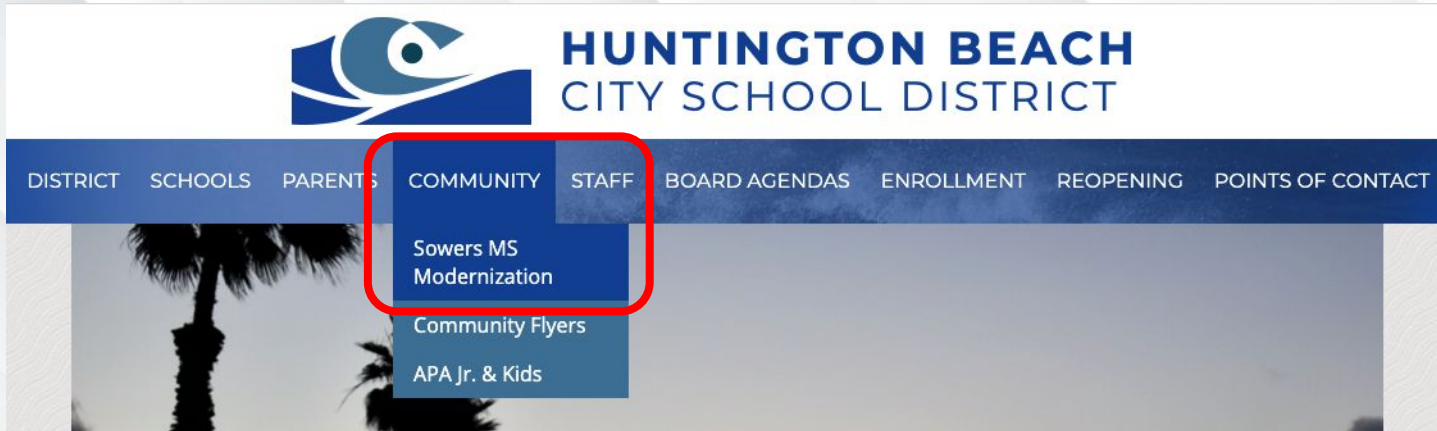 HUNTINGTON BEACH
CITY SCHOOL DISTRICT
DISTRICT SCHOOLS PARENTS COMMUNITY STAFF BOARD AGENDAS ENROLLMENT REOPENING POINTS OF CONTACT
Sowers MS
Modernization
Community Flyers
APA Jr. & Kids